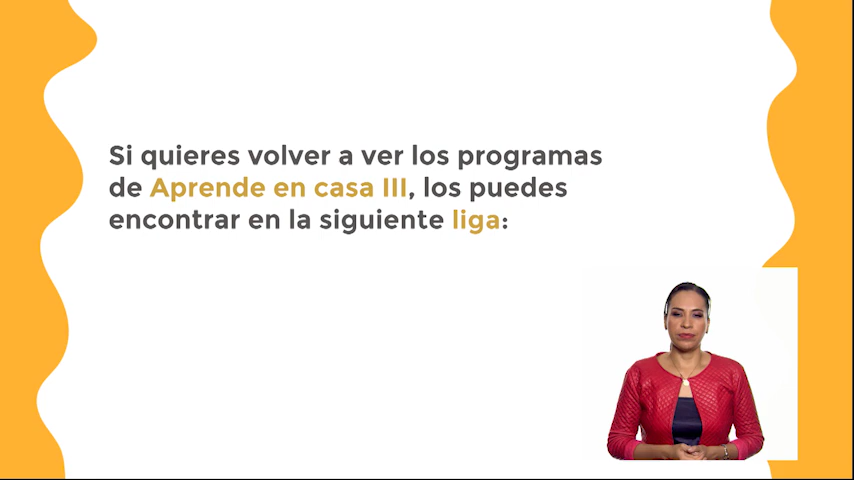 Si quieres volver a ver los programas
de Aprende en casa III, los puedes
encontrar en la siguiente liga: